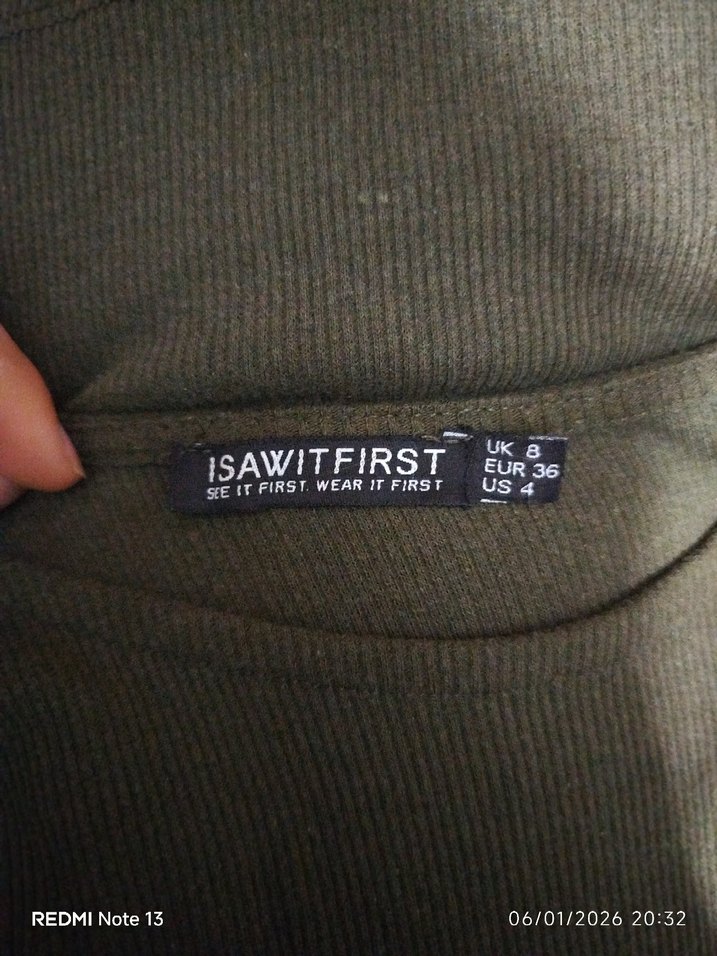 ISAWITFIRST
SEE IT FIRST. WEAR IT FIRST
UK 8
EUR 36
US 4
REDMI Note 13
06/01/2026 20:32